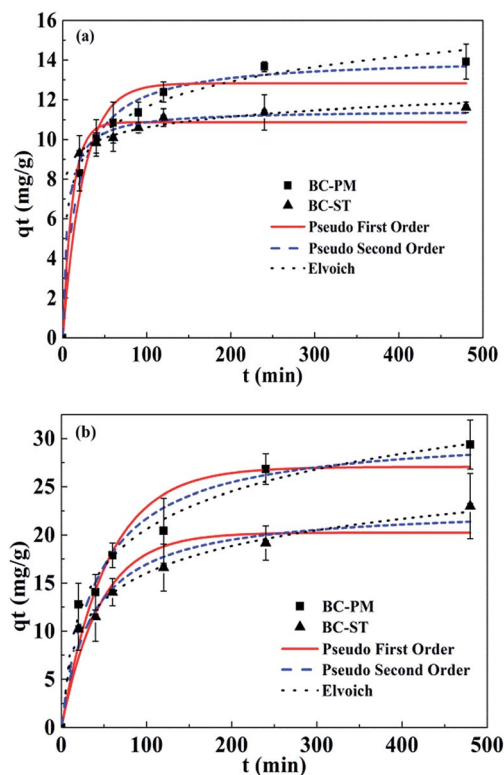 16
(a)
14
12
10
8
6
4
2
0
qt (mg/g)
BC-PM
BC-ST
Pseudo First Order
Pseudo Second Order
Elvoich
0 100 200 300 400 500
t (min)
(b)
30
25
20
15
10
5
0
qt (mg/g)
BC-PM
BC-ST
Pseudo First Order
Pseudo Second Order
Elvoich
0 100 200 300 400 500
t (min)